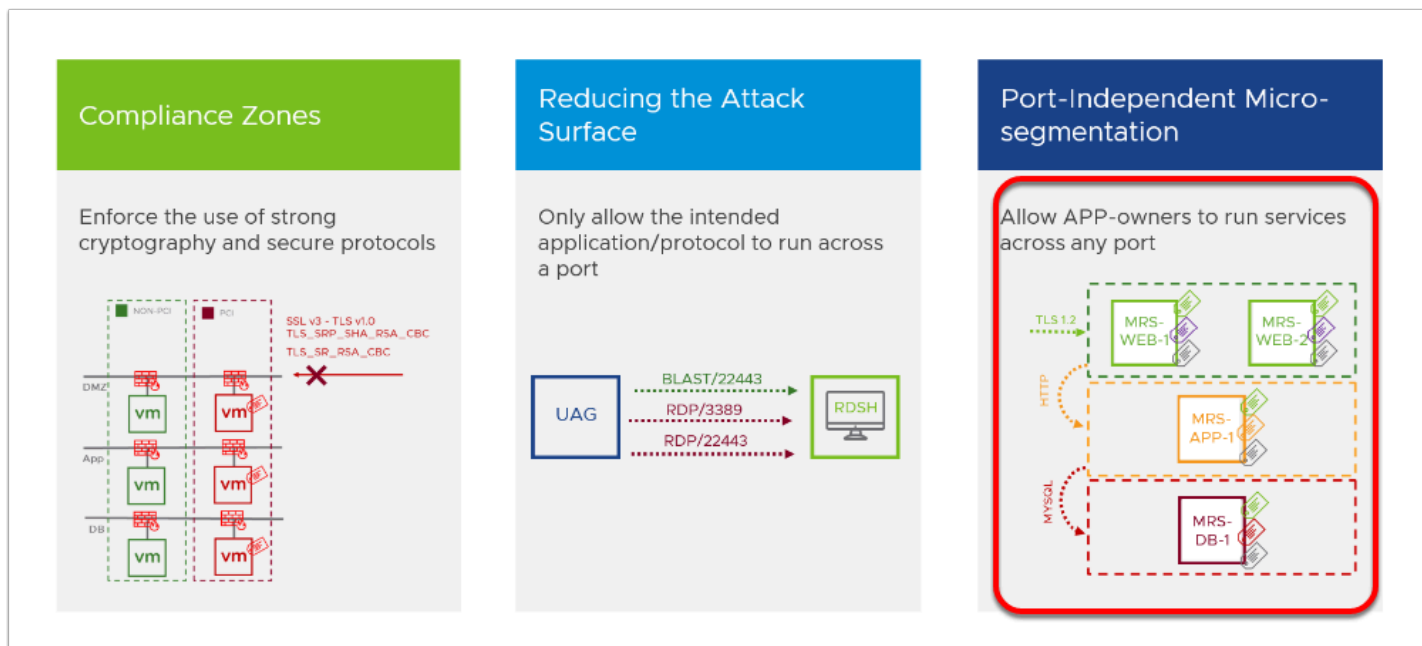 Compliance Zones
Enforce the use of strong
cryptography and secure protocols
NON-PCI
PCI
SSL v3 - TLS v1.0
TLS_SRP_SHA_RSA_CBC
TLS_SR_RSA_CBC
DMZ
vm
vm
App
vm
vm
DB
vm
vm
Reducing the Attack
Surface
Only allow the intended
application/protocol to run across
a port
UAG
BLAST/22443
RDP/3389
RDP/22443
RDSH
Port-Independent Micro-
segmentation
Allow APP-owners to run services
across any port
TLS 1.2
MRS-
WEB-1
MRS-
WEB-2
HTTP
MRS-
APP-1
MYSQL
MRS-
DB-1